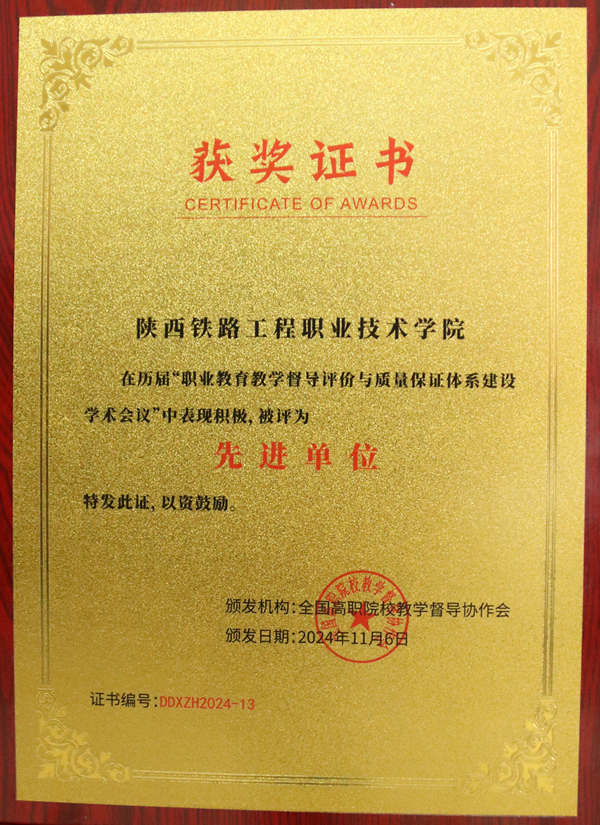 获奖证书
CERTIFICATE OF AWARDS
陕西铁路工程职业技术学院
在历届“职业教育教学督导评价与质量保证体系建设
学术会议”中表现积极,被评为
先进单位
特发此证,以资鼓励。
颁发机构:全国高职院校教学督导协作会
颁发日期:2024年11月6日
证书编号:DDXZH2024-13